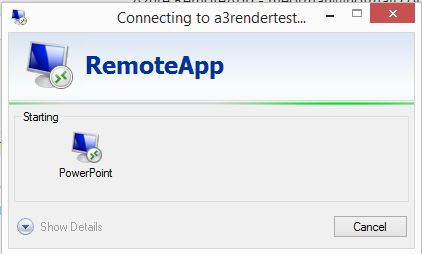 Connecting to a3rendertest...
RemoteApp
Starting
PowerPoint
Show Details
Cancel